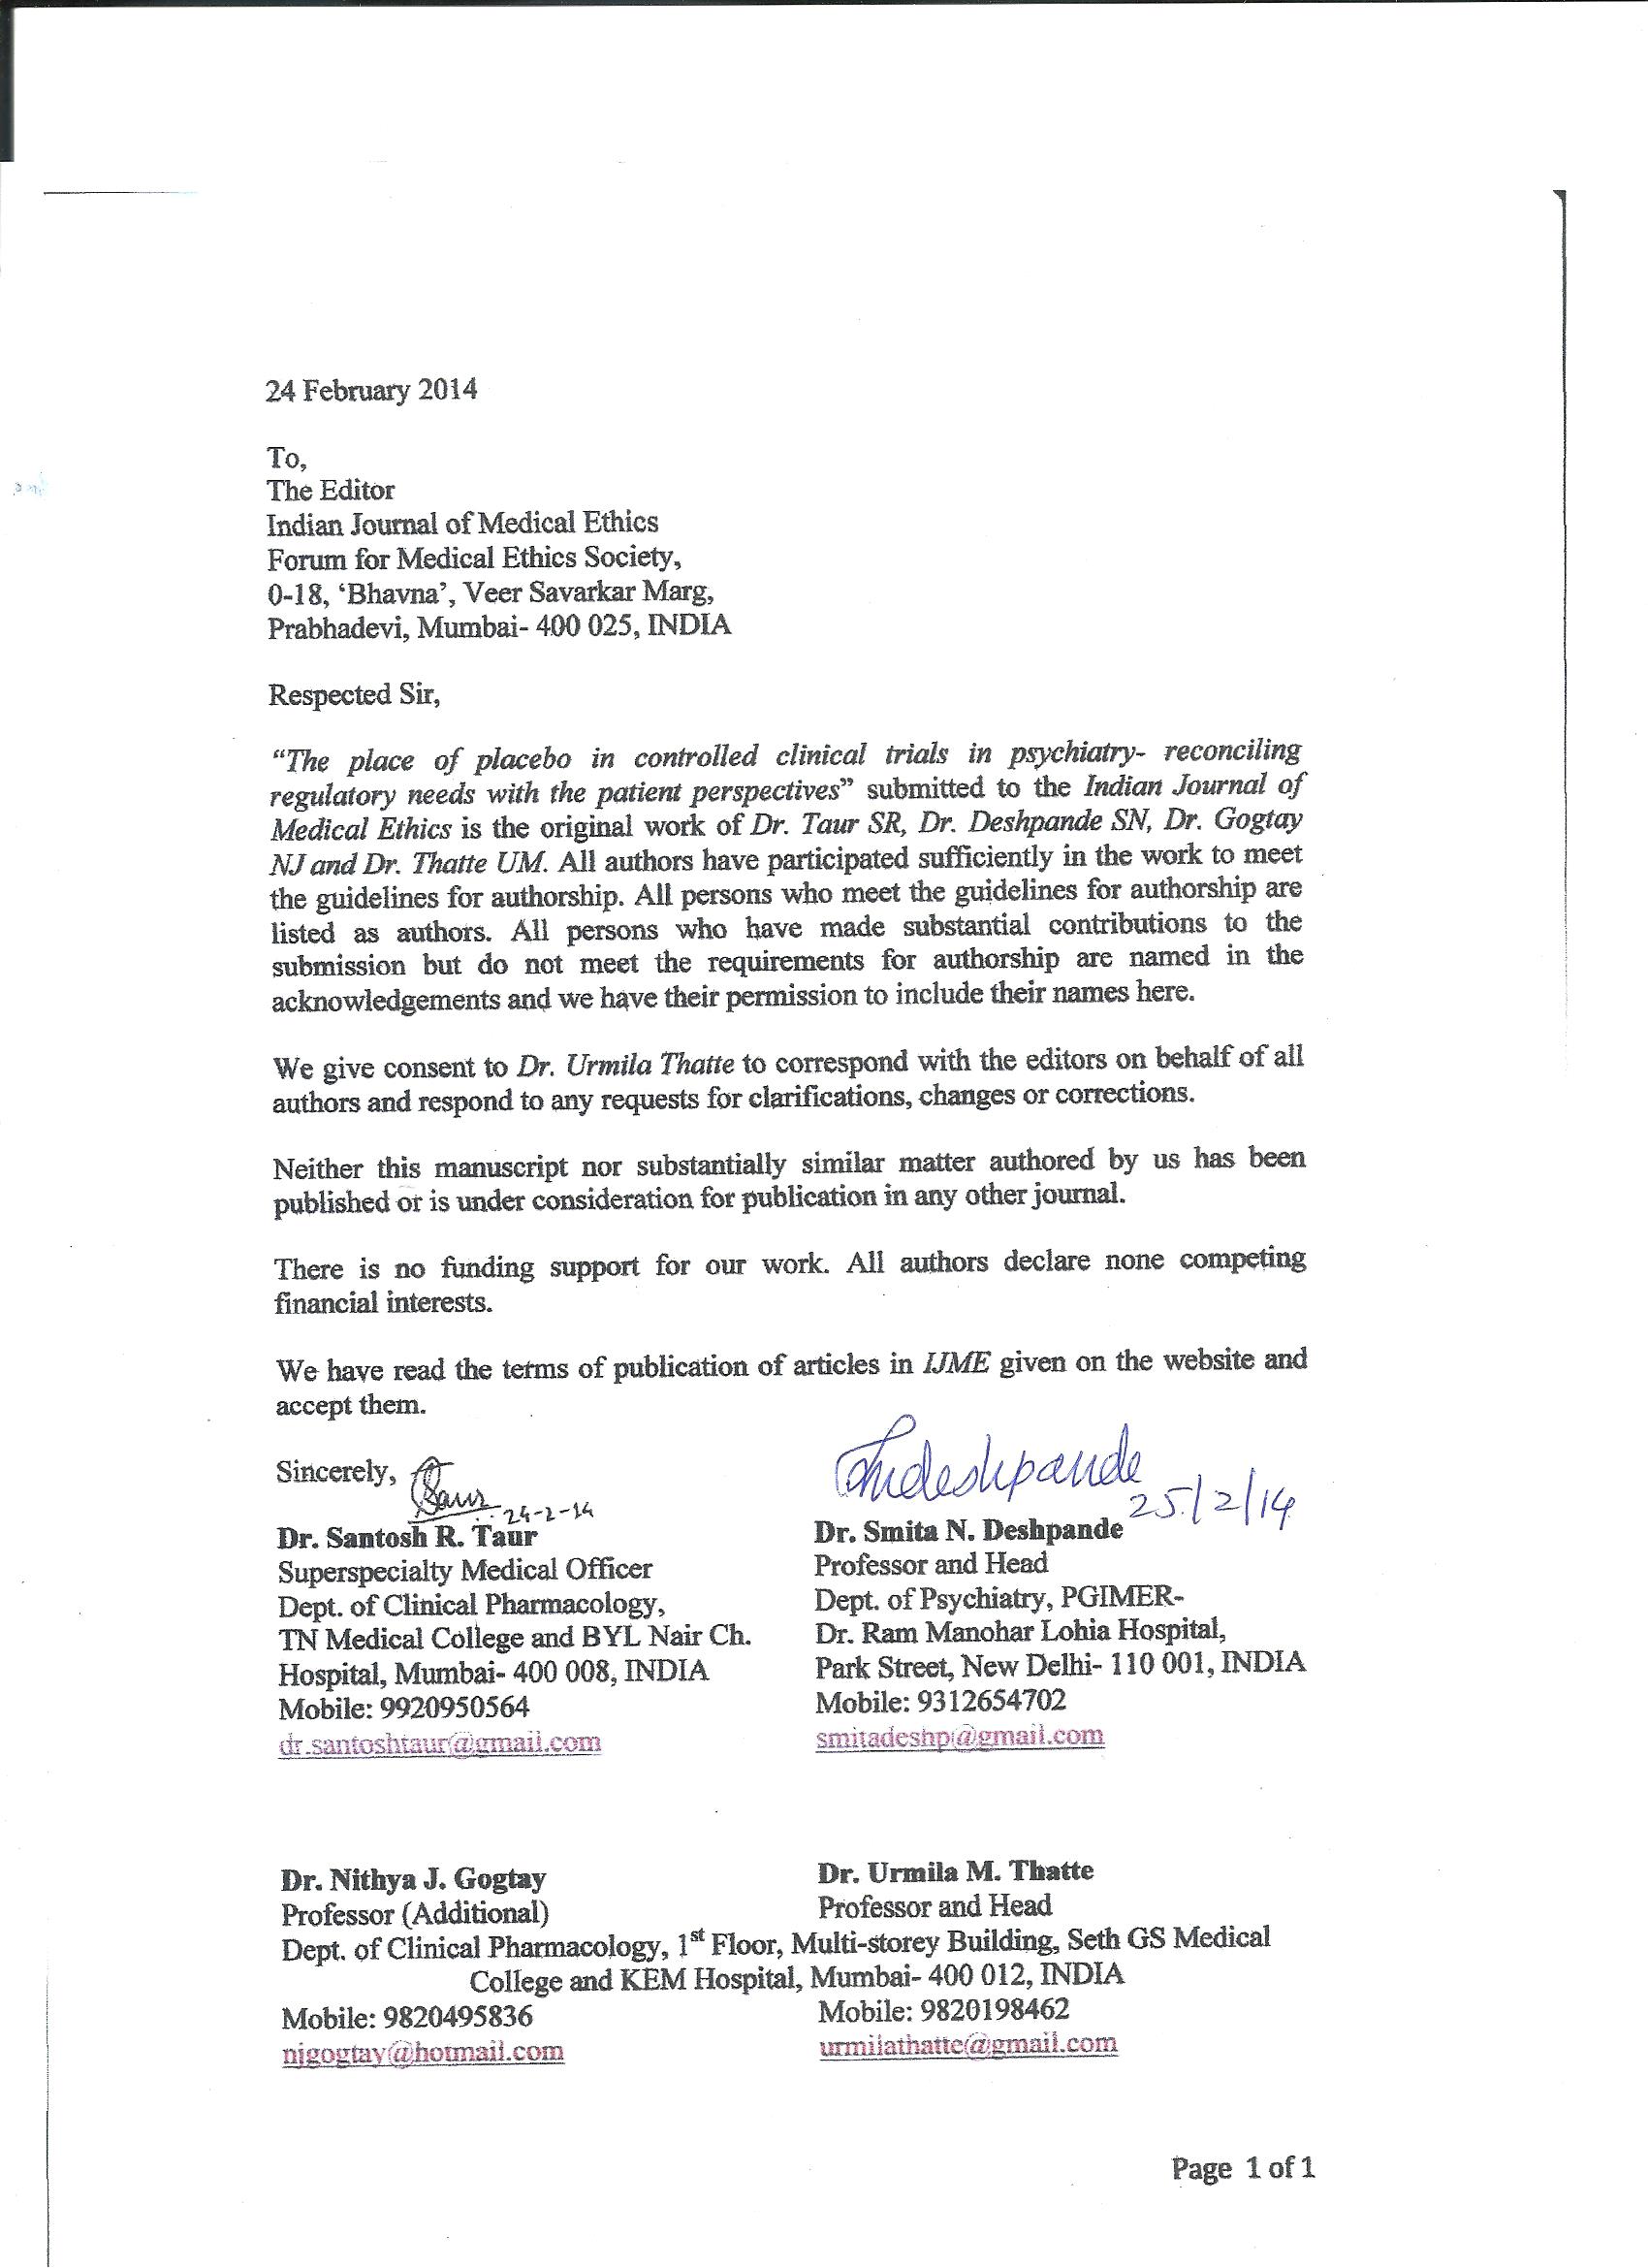 24 February 2014
To,
The Editor
Indian Journal of Medical Ethics
Forum for Medical Ethics Society,
0-18, ‘Bhavna’, Veer Savarkar Marg,
Prabhadevi, Mumbai- 400 025, INDIA
Respected Sir,
“The place of placebo in controlled clinical trials in psychiatry- reconciling
regulatory needs with the patient perspectives” submitted to the Indian Journal of
Medical Ethics is the original work of Dr. Taur SR, Dr. Deshpande SN, Dr. Gogtay
NJ and Dr. Thatte UM. All authors have participated sufficiently in the work to meet
the guidelines for authorship. All persons who meet the guidelines for authorship are
listed as authors. All persons who have made substantial contributions to the
submission but do not meet the requirements for authorship are named in the
acknowledgements and we have their permission to include their names here.
We give consent to Dr. Urmila Thatte to correspond with the editors on behalf of all
authors and respond to any requests for clarifications, changes or corrections.
Neither this manuscript nor substantially similar matter authored by us has been
published or is under consideration for publication in any other journal.
There is no funding support for our work. All authors declare none competing
financial interests.
We have read the terms of publication of articles in IJME given on the website and
accept them.
Sincerely,
24-2-14
Dr. Santosh R. Taur
Superspecialty Medical Officer
Dept. of Clinical Pharmacology,
TN Medical College and BYL Nair Ch.
Hospital, Mumbai- 400 008, INDIA
Mobile: 9920950564
dr.santoshtaur@gmail.com
Smdeshpande
25/2/14
Dr. Smita N. Deshpande
Professor and Head
Dept. of Psychiatry, PGIMER-
Dr. Ram Manohar Lohia Hospital,
Park Street, New Delhi- 110 001, INDIA
Mobile: 9312654702
smitadeshp@gmail.com
Dr. Nithya J. Gogtay
Professor (Additional)
Dr. Urmila M. Thatte
Professor and Head
Dept. of Clinical Pharmacology, 1st Floor, Multi-storey Building, Seth GS Medical
College and KEM Hospital, Mumbai- 400 012, INDIA
Mobile: 9820495836
njgogtay@hotmail.com
Mobile: 9820198462
urmilathatte@gmail.com
Page 1 of 1